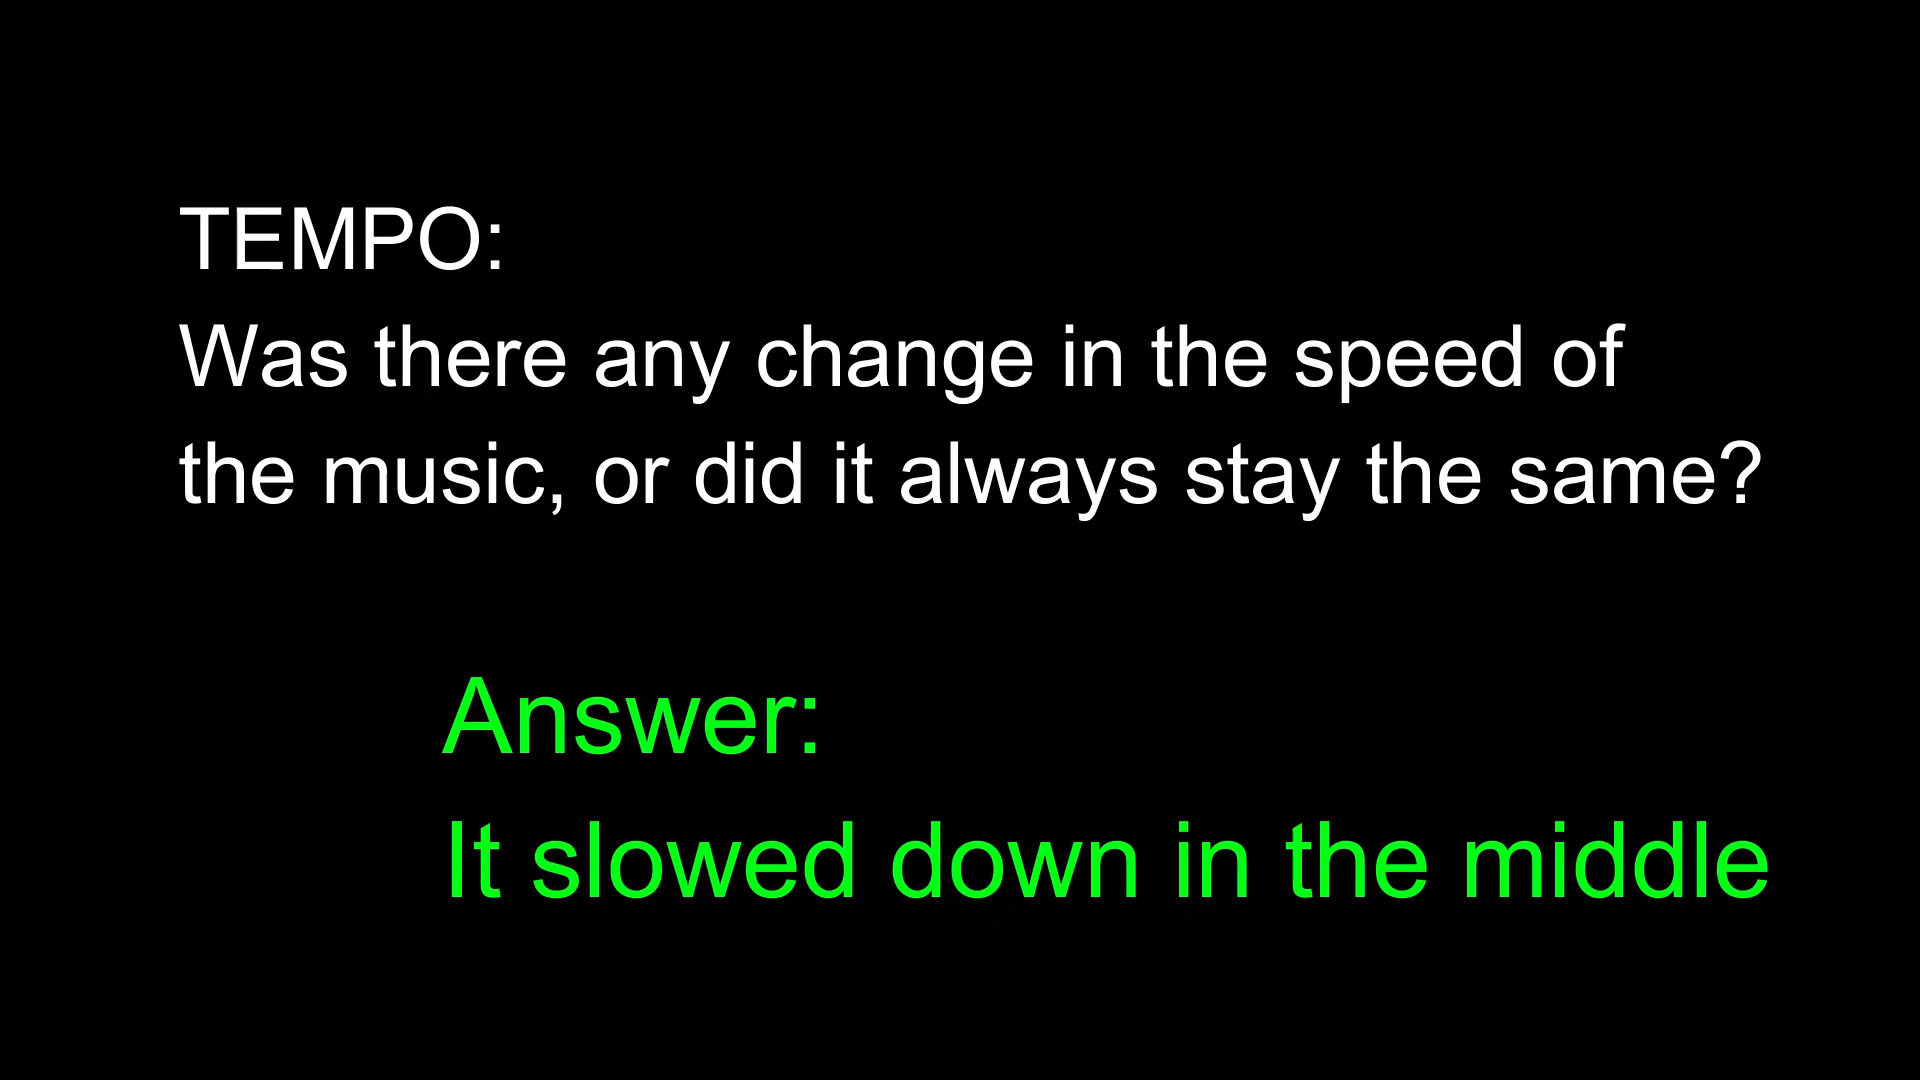 TEMPO:
Was there any change in the speed of
the music, or did it always stay the same?
Answer:
It slowed down in the middle